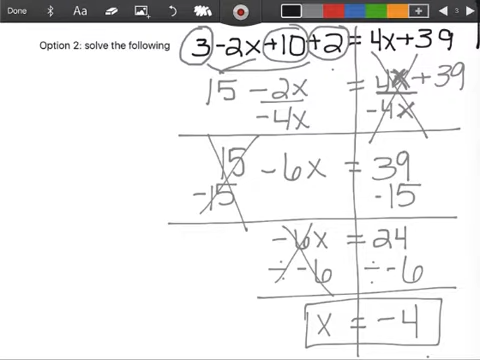 Done
Aa
3
Option 2: solve the following
3 -2x +10 +2 = 4x + 39
15 -2x = 4x + 39
-4x -4x
15 -6x = 39
-15 -15
-6x = 24
÷ -6 ÷ -6
x = -4